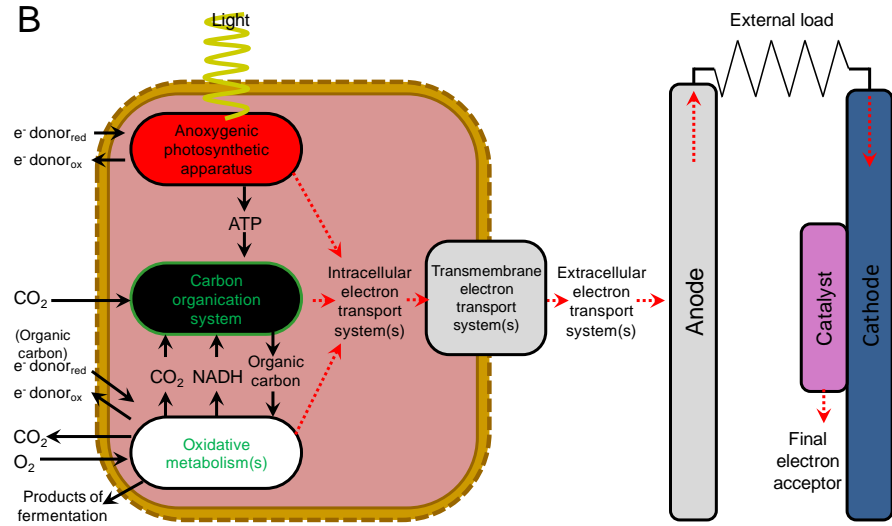 B
Light
External load
e⁻ donor_red
e⁻ donor_ox
Anoxygenic
photosynthetic
apparatus
ATP
CO₂
Carbon
organication
system
Intracellular
electron
transport
system(s)
Transmembrane
electron
transport
system(s)
Extracellular
electron
transport
system(s)
Anode
Catalyst
Cathode
(Organic
carbon)
e⁻ donor_red
e⁻ donor_ox
CO₂
NADH
Organic
carbon
CO₂
O₂
Oxidative
metabolism(s)
Products of
fermentation
Final
electron
acceptor